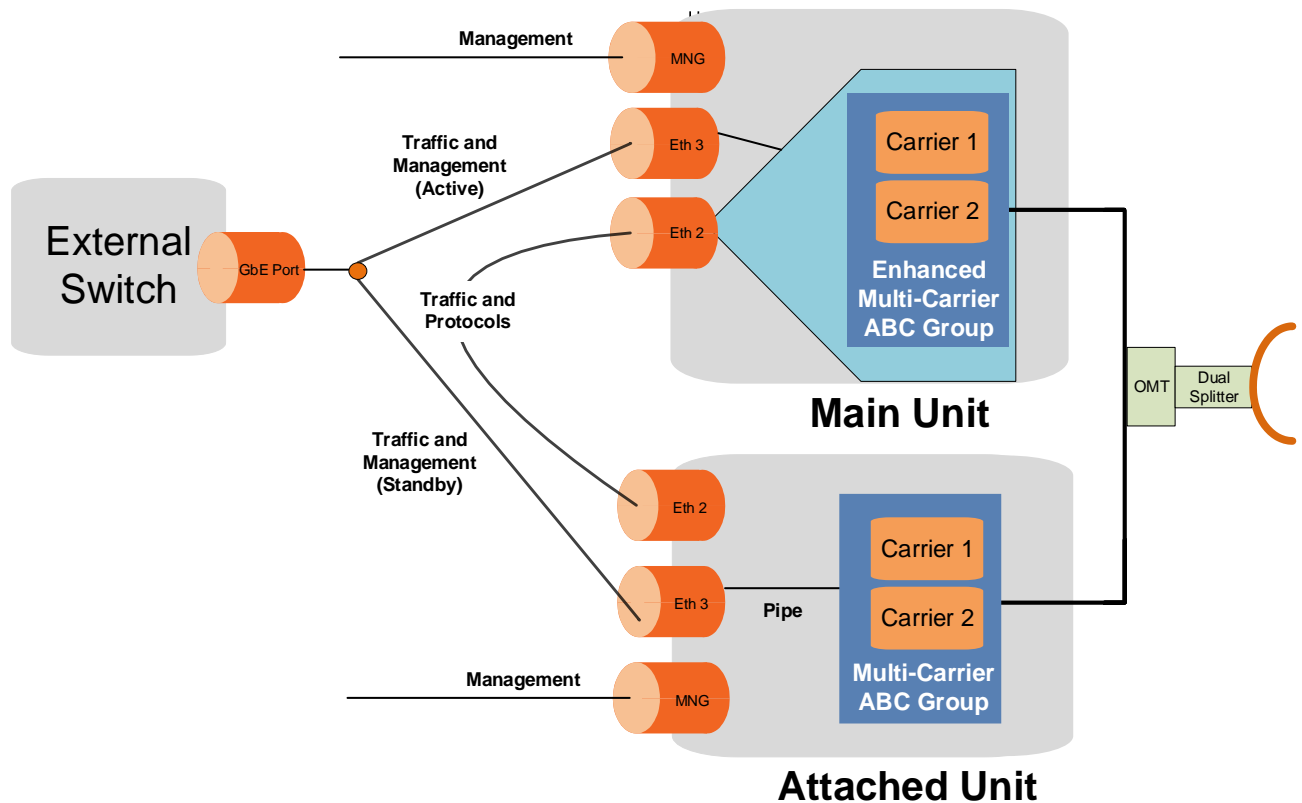 Management
MNG
Traffic and
Management
(Active)
Eth 3
Carrier 1
Carrier 2
Eth 2
External
Switch
GbE Port
Enhanced
Multi-Carrier
ABC Group
Traffic and
Protocols
Main Unit
OMT
Dual
Splitter
Traffic and
Management
(Standby)
Eth 2
Carrier 1
Eth 3
Pipe
Carrier 2
Multi-Carrier
ABC Group
Management
MNG
Attached Unit